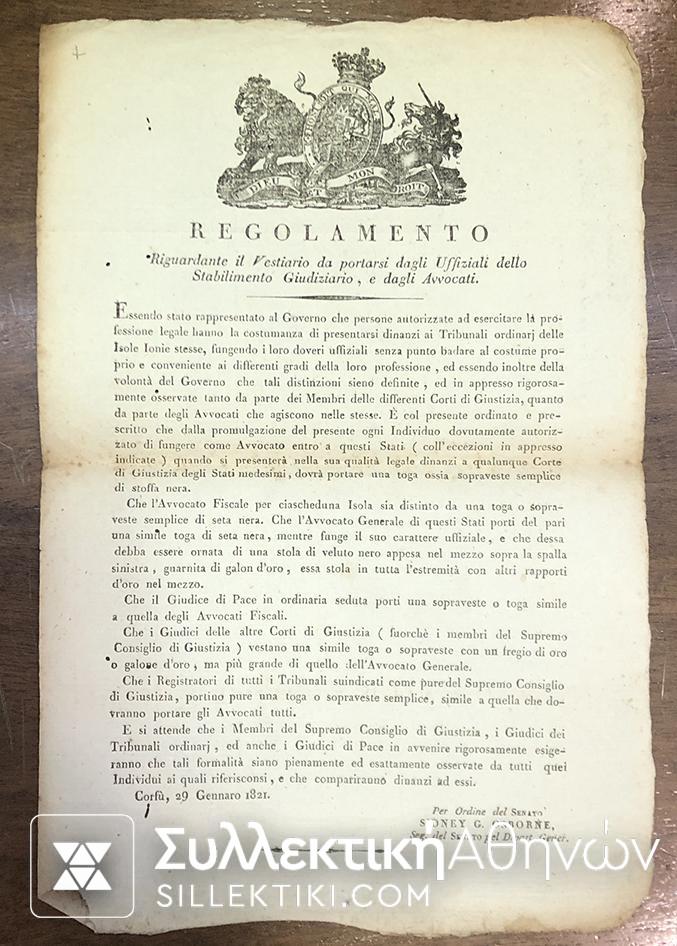 HONI SOIT QUI MAL
DIEU ET MON DROIT
REGOLAMENTO
Riguardante il Vestiario da portarsi dagli Uffiziali dello
Stabilimento Giudiziario, e dagli Avvocati.
Essendo stato rappresentato al Governo che persone autorizzate ad esercitare la pro=
fessione legale hanno la costumanza di presentarsi dinanzi ai Tribunali ordinarj delle
Isole Ionie stesse, fungendo i loro doveri uffiziali senza punto badare al costume pro=
prio e conveniente ai differenti gradi della loro professione, ed essendo inoltre della
volontà del Governo che tali distinzioni sieno definite, ed in appresso rigorosa=
mente osservate tanto da parte dei Membri delle differenti Corti di Giustizia, quanto
da parte degli Avvocati che agiscono nelle stesse. È col presente ordinato e pre=
scritto che dalla promulgazione del presente ogni Individuo dovutamente autoriz=
zato di fungere come Avvocato entro a questi Stati (coll'eccezioni in appresso
indicate) quando si presenterà nella sua qualità legale dinanzi a qualunque Corte
di Giustizia degli Stati medesimi, dovrà portare una toga ossia sopraveste semplice
di stoffa nera.
Che l'Avvocato Fiscale per ciascheduna Isola sia distinto da una toga o sopra=
veste semplice di seta nera. Che l'Avvocato Generale di questi Stati porti del pari
una simile toga di seta nera, mentre funge il suo carattere uffiziale, e che dessa
debba essere ornata di una stola di veluto nero appesa nel mezzo sopra la spalla
sinistra, guarnita di galon d'oro, essa stola in tutta l'estremità con altri rapporti
d'oro nel mezzo.
Che il Giudice di Pace in ordinaria seduta porti una sopraveste o toga simile
a quella degli Avvocati Fiscali.
Che i Giudici delle altre Corti di Giustizia (fuorchè i membri del Supremo
Consiglio di Giustizia) vestano una simile toga o sopraveste con un fregio di oro
o galone d'oro, ma più grande di quello dell'Avvocato Generale.
Che i Registratori di tutti i Tribunali suindicati come pure del Supremo Consiglio
di Giustizia, portino pure una toga o sopraveste semplice, simile a quella che do=
vranno portare gli Avvocati tutti.
E si attende che i Membri del Supremo Consiglio di Giustizia, i Giudici dei
Tribunali ordinarj, ed anche i Giudici di Pace in avvenire rigorosamente esige=
ranno che tali formalità siano pienamente ed esattamente osservate da tutti quei
Individui ai quali riferisconsi, e che compariranno dinanzi ad essi.
Corfù, 29 Gennaro 1821.
Per Ordine del SENATO
SIDNEY G. OSBORNE,
Seg. del Senato pel Dipart. Gener.
Συλλεκτική Αθηνών
SILLEKTIKI.COM